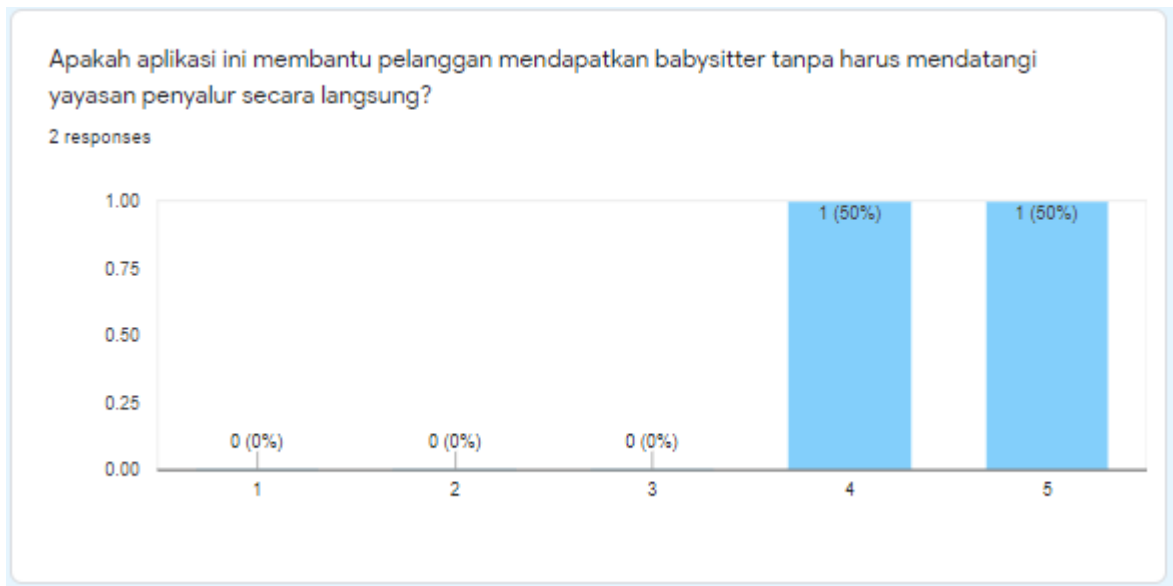 Apakah aplikasi ini membantu pelanggan mendapatkan babysitter tanpa harus mendatangi
yayasan penyalur secara langsung?
2 responses
1.00
1 (50%) 1 (50%)
0.75
0.50
0.25
0 (0%) 0 (0%) 0 (0%)
0.00
1 2 3 4 5